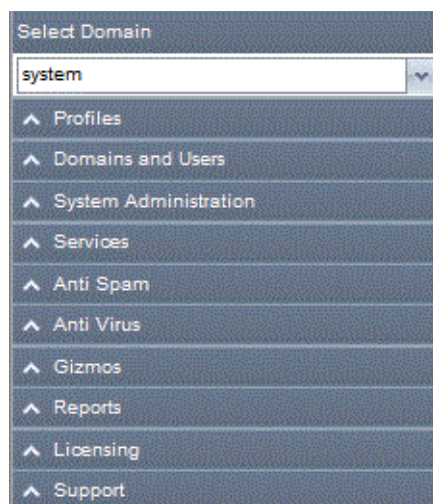 Select Domain
system
Profiles
Domains and Users
System Administration
Services
Anti Spam
Anti Virus
Gizmos
Reports
Licensing
Support